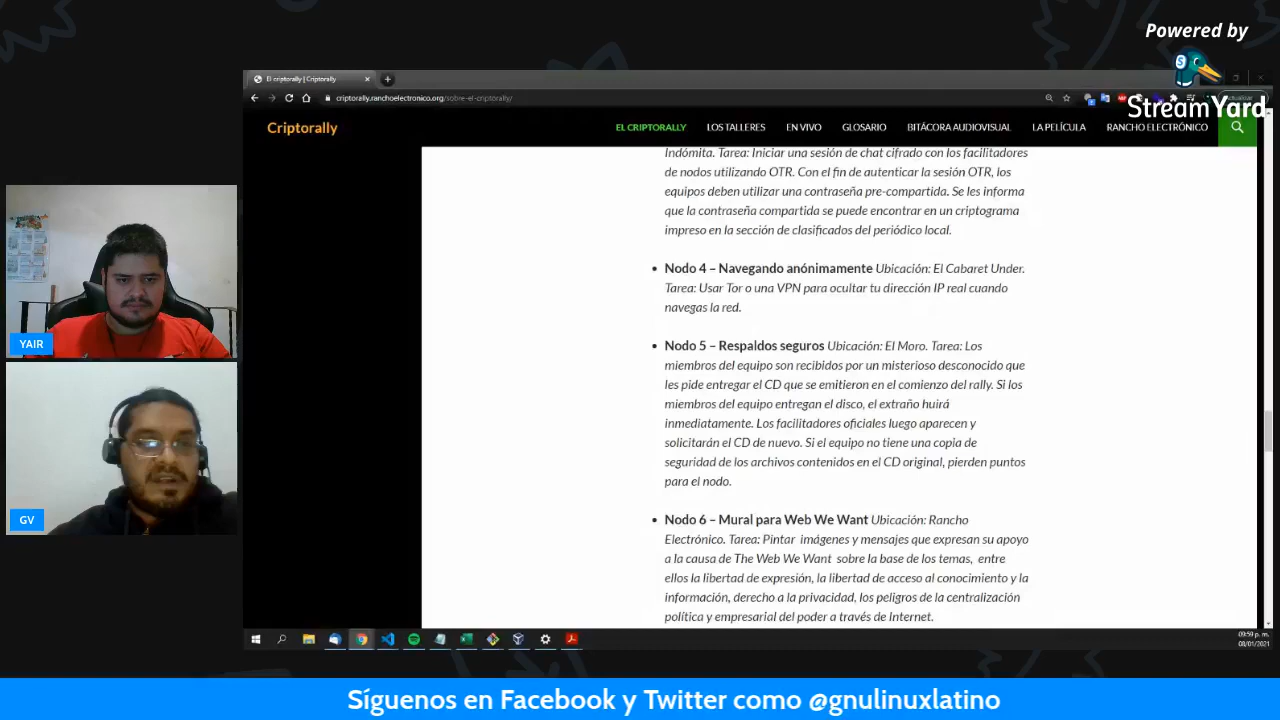 Powered by
StreamYard
El criptorally | Criptorally
criptorally.ranchoelectronico.org/sobre-el-criptorally/
Criptorally
EL CRIPTORALLY LOS TALLERES EN VIVO GLOSARIO BITÁCORA AUDIOVISUAL LA PELÍCULA RANCHO ELECTRÓNICO
Indómita. Tarea: Iniciar una sesión de chat cifrado con los facilitadores
de nodos utilizando OTR. Con el fin de autenticar la sesión OTR, los
equipos deben utilizar una contraseña pre-compartida. Se les informa
que la contraseña compartida se puede encontrar en un criptograma
impreso en la sección de clasificados del periódico local.
• Nodo 4 – Navegando anónimamente Ubicación: El Cabaret Under.
Tarea: Usar Tor o una VPN para ocultar tu dirección IP real cuando
navegas la red.
• Nodo 5 – Respaldos seguros Ubicación: El Moro. Tarea: Los
miembros del equipo son recibidos por un misterioso desconocido que
les pide entregar el CD que se emitieron en el comienzo del rally. Si los
miembros del equipo entregan el disco, el extraño huirá
inmediatamente. Los facilitadores oficiales luego aparecen y
solicitarán el CD de nuevo. Si el equipo no tiene una copia de
seguridad de los archivos contenidos en el CD original, pierden puntos
para el nodo.
• Nodo 6 – Mural para Web We Want Ubicación: Rancho
Electrónico. Tarea: Pintar imágenes y mensajes que expresan su apoyo
a la causa de The Web We Want sobre la base de los temas, entre
ellos la libertad de expresión, la libertad de acceso al conocimiento y la
información, derecho a la privacidad, los peligros de la centralización
política y empresarial del poder a través de Internet.
YAIR
GV
09:59 p. m.
08/01/2021
Síguenos en Facebook y Twitter como @gnulinuxlatino